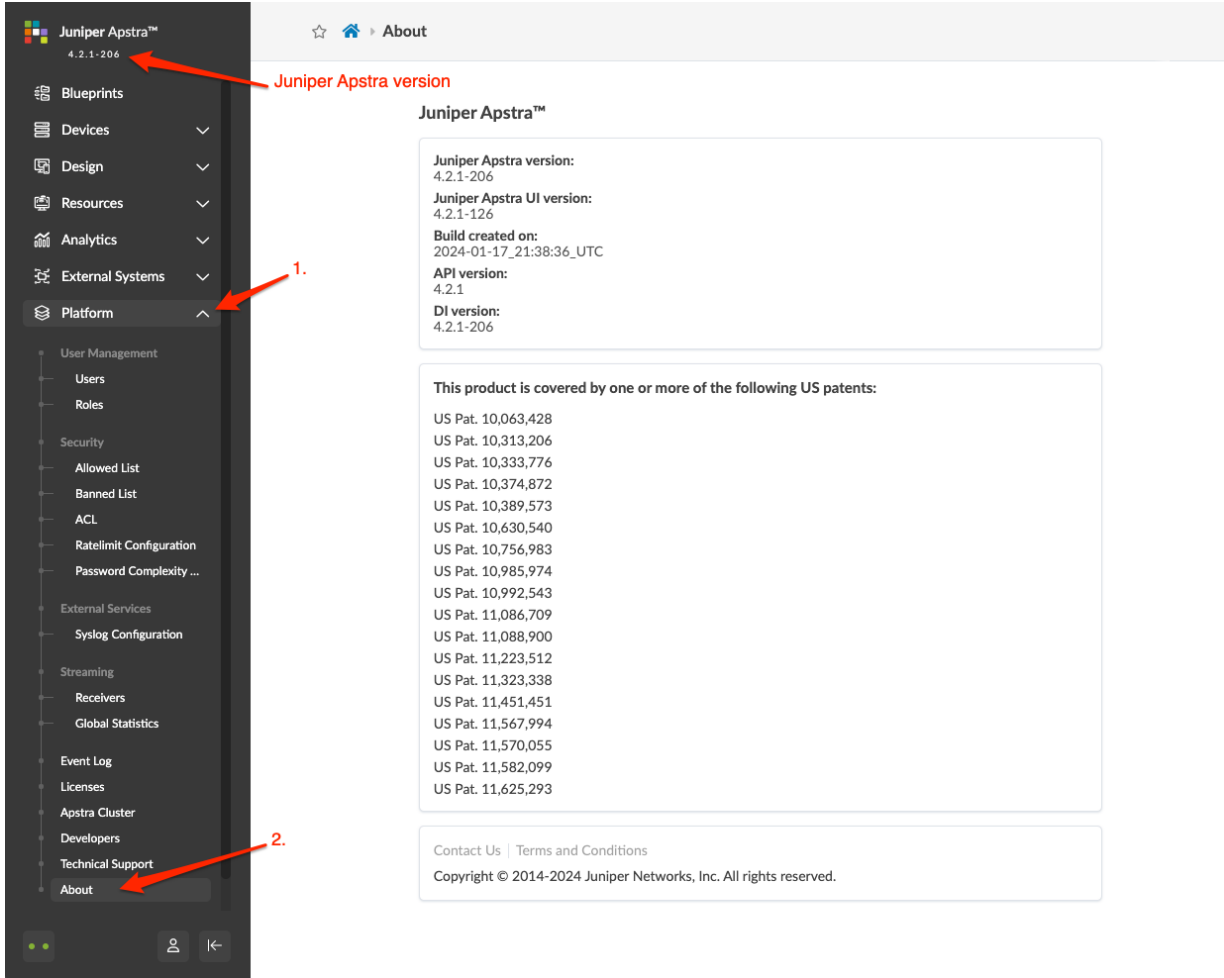 Juniper Apstra™
4.2.1-206
About
Juniper Apstra version
Blueprints
Devices
Design
Resources
Analytics
External Systems
1.
Platform
User Management
Users
Roles
Security
Allowed List
Banned List
ACL
Ratelimit Configuration
Password Complexity ...
External Services
Syslog Configuration
Streaming
Receivers
Global Statistics
Event Log
Licenses
Apstra Cluster
Developers
2.
Technical Support
About
Juniper Apstra™
Juniper Apstra version:
4.2.1-206
Juniper Apstra UI version:
4.2.1-126
Build created on:
2024-01-17_21:38:36_UTC
API version:
4.2.1
DI version:
4.2.1-206
This product is covered by one or more of the following US patents:
US Pat. 10,063,428
US Pat. 10,313,206
US Pat. 10,333,776
US Pat. 10,374,872
US Pat. 10,389,573
US Pat. 10,630,540
US Pat. 10,756,983
US Pat. 10,985,974
US Pat. 10,992,543
US Pat. 11,086,709
US Pat. 11,088,900
US Pat. 11,223,512
US Pat. 11,323,338
US Pat. 11,451,451
US Pat. 11,567,994
US Pat. 11,570,055
US Pat. 11,582,099
US Pat. 11,625,293
Contact Us | Terms and Conditions
Copyright © 2014-2024 Juniper Networks, Inc. All rights reserved.